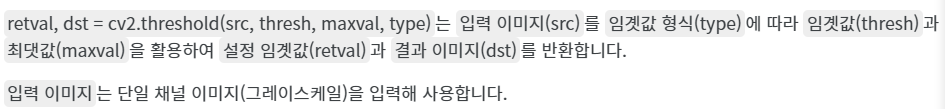 retval, dst = cv2.threshold(src, thresh, maxval, type)는 입력 이미지(src)를 임곗값 형식(type)에 따라 임곗값(thresh)과
최댓값(maxval)을 활용하여 설정 임곗값(retval)과 결과 이미지(dst)를 반환합니다.
입력 이미지는 단일 채널 이미지(그레이스케일)을 입력해 사용합니다.